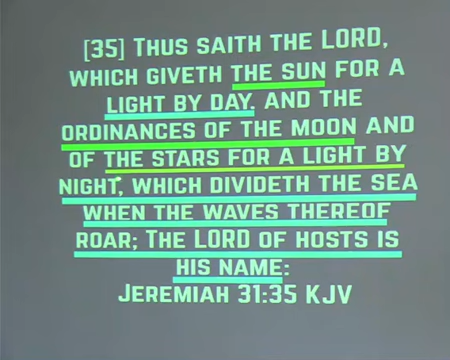 [35] Thus saith the LORD,
which giveth the sun for a
light by day, and the
ordinances of the moon and
of the stars for a light by
night, which divideth the sea
when the waves thereof
roar; The LORD of hosts is
his name:
Jeremiah 31:35 KJV